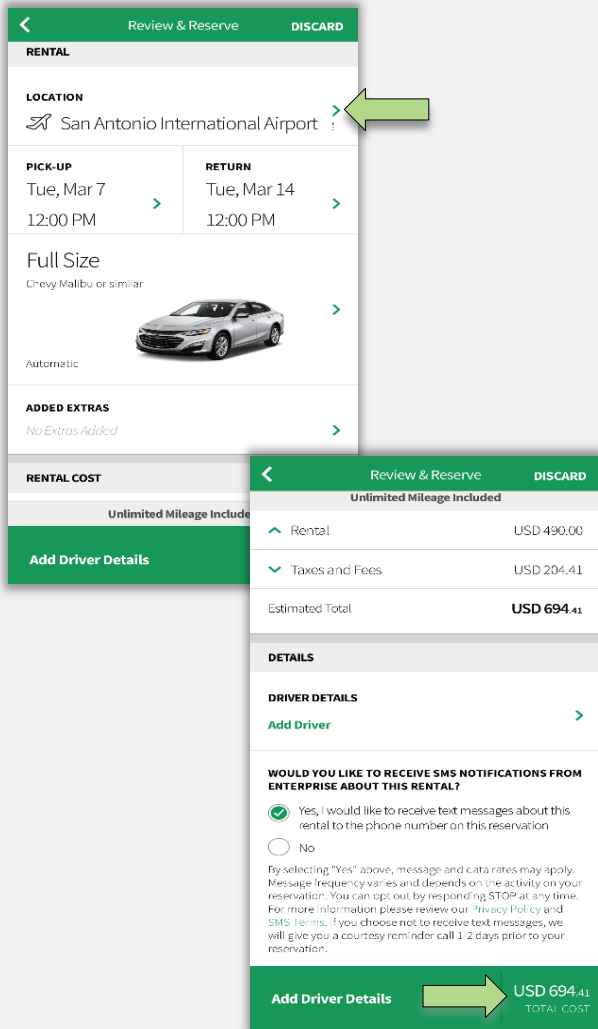 Review & Reserve
DISCARD
RENTAL
LOCATION
San Antonio International Airport
PICK-UP
RETURN
Tue, Mar 7
Tue, Mar 14
12:00 PM
12:00 PM
Full Size
Chevy Malibu or similar
Automatic
ADDED EXTRAS
No Extras Added
RENTAL COST
Unlimited Mileage Include
Add Driver Details
Review & Reserve
DISCARD
Unlimited Mileage Included
Rental
USD 490.00
Taxes and Fees
USD 204.41
Estimated Total
USD 694.41
DETAILS
DRIVER DETAILS
Add Driver
WOULD YOU LIKE TO RECEIVE SMS NOTIFICATIONS FROM
ENTERPRISE ABOUT THIS RENTAL?
Yes, I would like to receive text messages about this
rental to the phone number on this reservation
No
By selecting "Yes" above, message and data rates may apply.
Message frequency varies and depends on the activity on your
reservation. You can opt out by responding STOP at any time.
For more information please review our Privacy Policy and
SMS Terms. If you choose not to receive text messages, we
will give you a courtesy reminder call 1-2 days prior to your
reservation.
Add Driver Details
USD 694.41
TOTAL COST